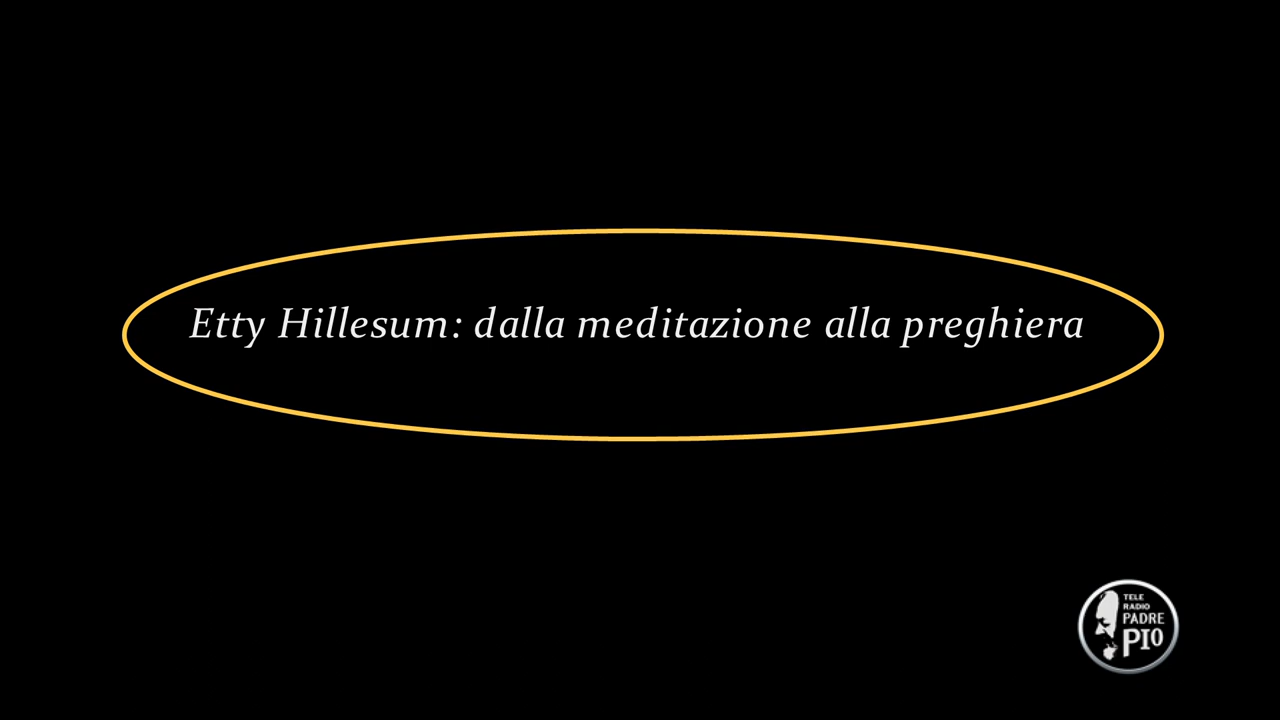 Etty Hillesum: dalla meditazione alla preghiera
TELE
RADIO
PADRE
PIO